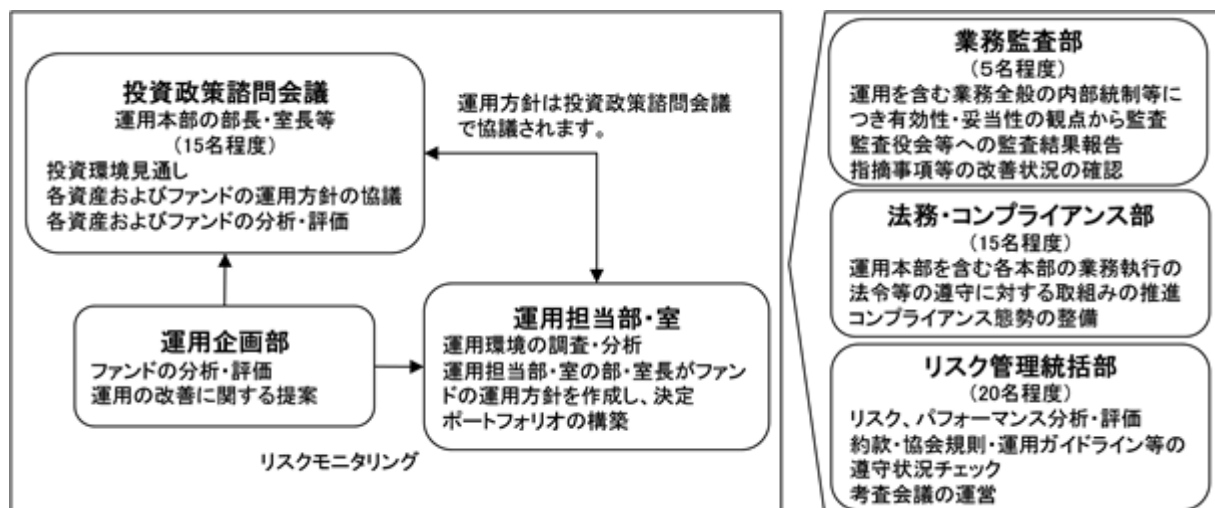 投資政策諮問会議
運用本部の部長・室長等
(15名程度)
投資環境見通し
各資産およびファンドの運用方針の協議
各資産およびファンドの分析・評価
運用方針は投資政策諮問会議
で協議されます。
運用企画部
ファンドの分析・評価
運用の改善に関する提案
運用担当部・室
運用環境の調査・分析
運用担当部・室の部・室長がファン
ドの運用方針を作成し、決定
ポートフォリオの構築
リスクモニタリング
業務監査部
(5名程度)
運用を含む業務全般の内部統制等に
つき有効性・妥当性の観点から監査
監査役会等への監査結果報告
指摘事項等の改善状況の確認
法務・コンプライアンス部
(15名程度)
運用本部を含む各本部の業務執行の
法令等の遵守に対する取組みの推進
コンプライアンス態勢の整備
リスク管理統括部
(20名程度)
リスク、パフォーマンス分析・評価
約款・協会規則・運用ガイドライン等の
遵守状況チェック
考査会議の運営